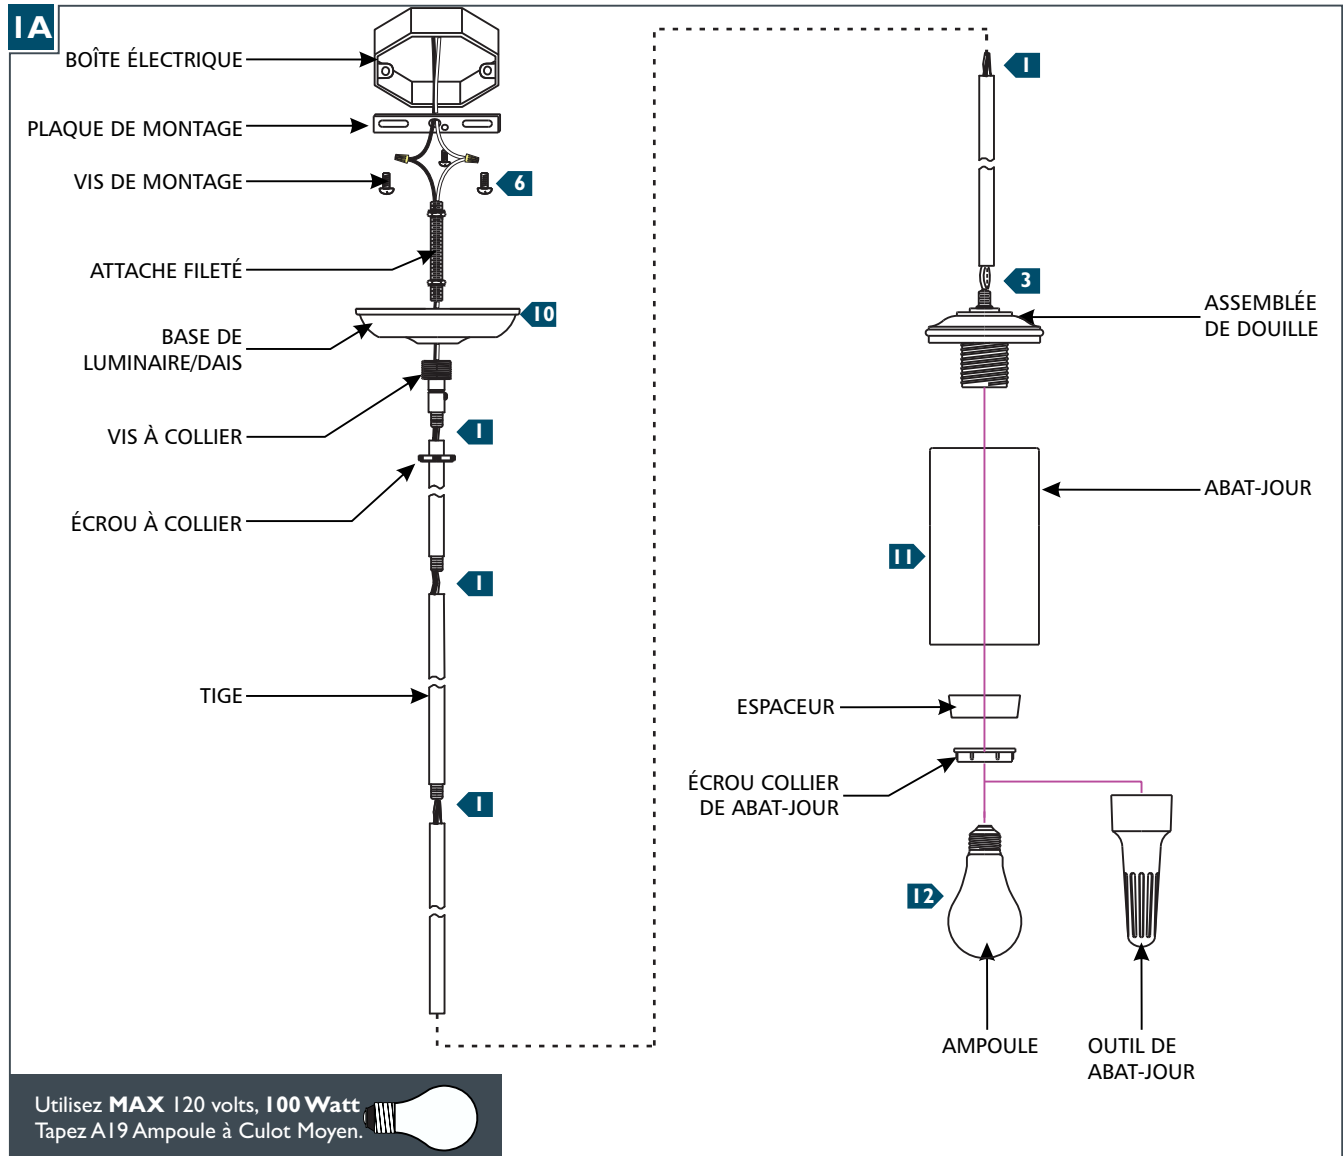 1A
BOÎTE ÉLECTRIQUE
PLAQUE DE MONTAGE
VIS DE MONTAGE
6
ATTACHE FILETÉ
10
BASE DE
LUMINAIRE/DAIS
VIS À COLLIER
1
ÉCROU À COLLIER
1
TIGE
1
1
3
ASSEMBLÉE
DE DOUILLE
ABAT-JOUR
11
ESPACEUR
ÉCROU COLLIER
DE ABAT-JOUR
12
AMPOULE
OUTIL DE
ABAT-JOUR
Utilisez MAX 120 volts, 100 Watt
Tapez A19 Ampoule à Culot Moyen.